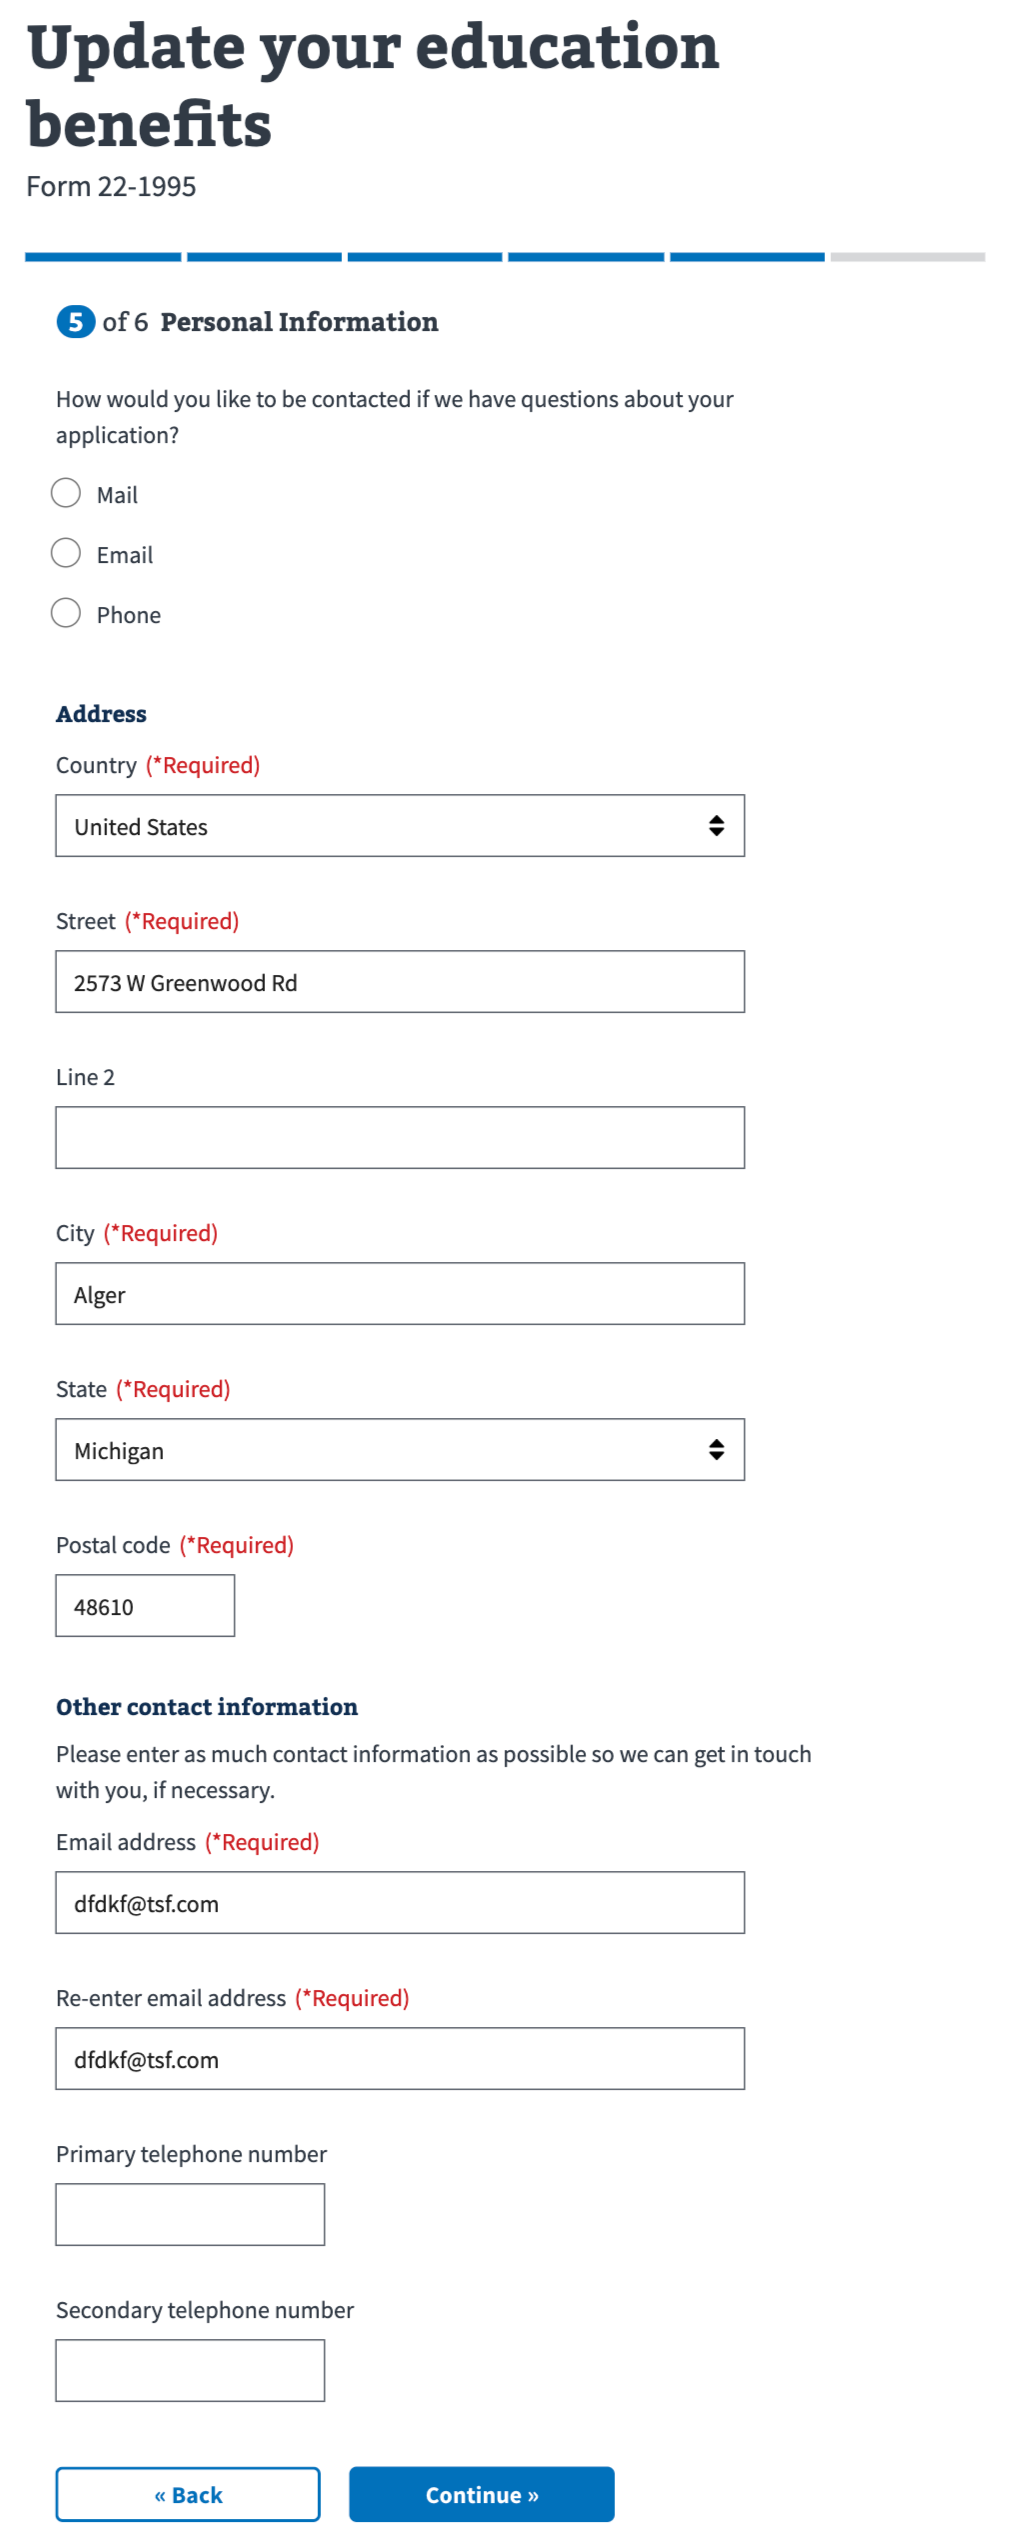 Update your education
benefits
Form 22-1995
5 of 6 Personal Information
How would you like to be contacted if we have questions about your
application?
Mail
Email
Phone
Address
Country (*Required)
United States
Street (*Required)
2573 W Greenwood Rd
Line 2
City (*Required)
Alger
State (*Required)
Michigan
Postal code (*Required)
48610
Other contact information
Please enter as much contact information as possible so we can get in touch
with you, if necessary.
Email address (*Required)
dfdkf@tsf.com
Re-enter email address (*Required)
dfdkf@tsf.com
Primary telephone number
Secondary telephone number
« Back Continue »